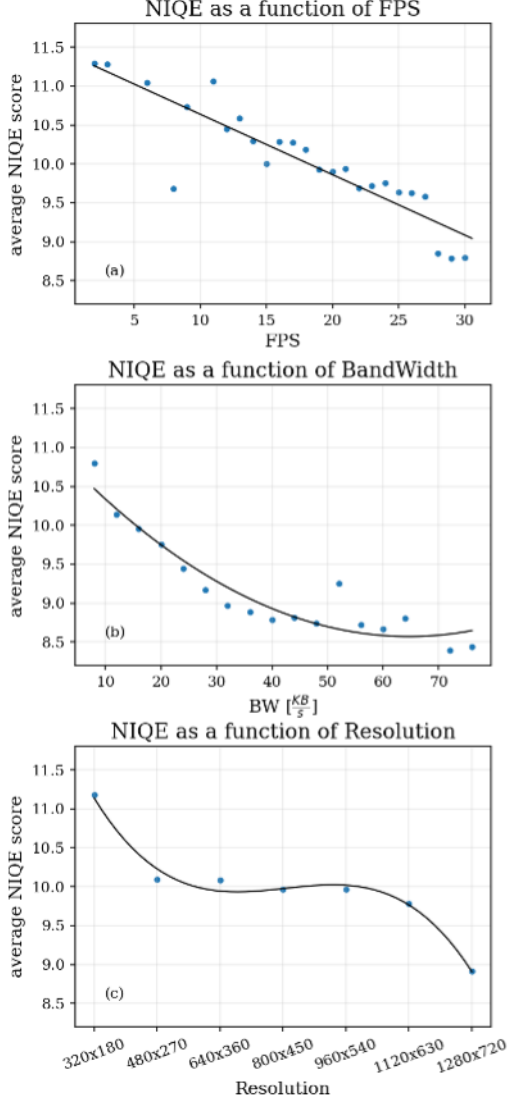 NIQE as a function of FPS
average NIQE score
11.5
11.0
10.5
10.0
9.5
9.0
8.5
(a)
5 10 15 20 25 30
FPS
NIQE as a function of BandWidth
average NIQE score
11.5
11.0
10.5
10.0
9.5
9.0
8.5
(b)
10 20 30 40 50 60 70
BW [KB/s]
NIQE as a function of Resolution
average NIQE score
11.5
11.0
10.5
10.0
9.5
9.0
8.5
(c)
320x180 480x270 640x360 800x450 960x540 1120x630 1280x720
Resolution